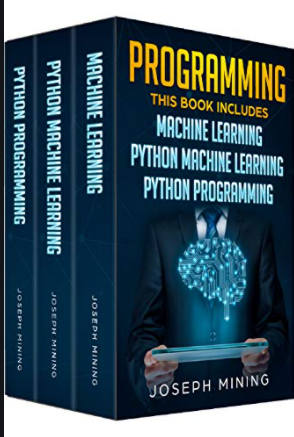 PYTHON PROGRAMMING
JOSEPH MINING
PYTHON MACHINE LEARNING
JOSEPH MINING
MACHINE LEARNING
JOSEPH MINING
PROGRAMMING
THIS BOOK INCLUDES
MACHINE LEARNING
PYTHON MACHINE LEARNING
PYTHON PROGRAMMING
JOSEPH MINING